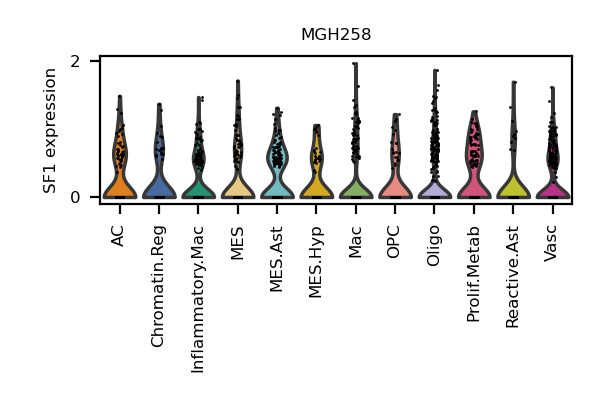 MGH258
SF1 expression
2
0
AC
Chromatin.Reg
Inflammatory.Mac
MES
MES.Ast
MES.Hyp
Mac
OPC
Oligo
Prolif.Metab
Reactive.Ast
Vasc